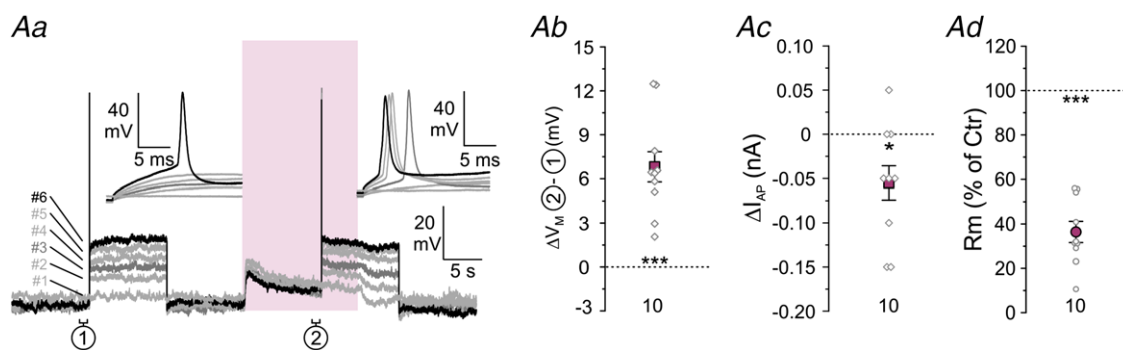 Aa
40
mV
5 ms
40
mV
5 ms
#6
#5
#4
#3
#2
#1
20
mV
5 s
①
②
Ab
ΔV_M ②-① (mV)
15
12
9
6
3
0
-3
***
10
Ac
ΔI_AP (nA)
0.10
0.05
0
-0.05
-0.10
-0.15
-0.20
*
10
Ad
Rm (% of Ctr)
120
100
80
60
40
20
0
***
10